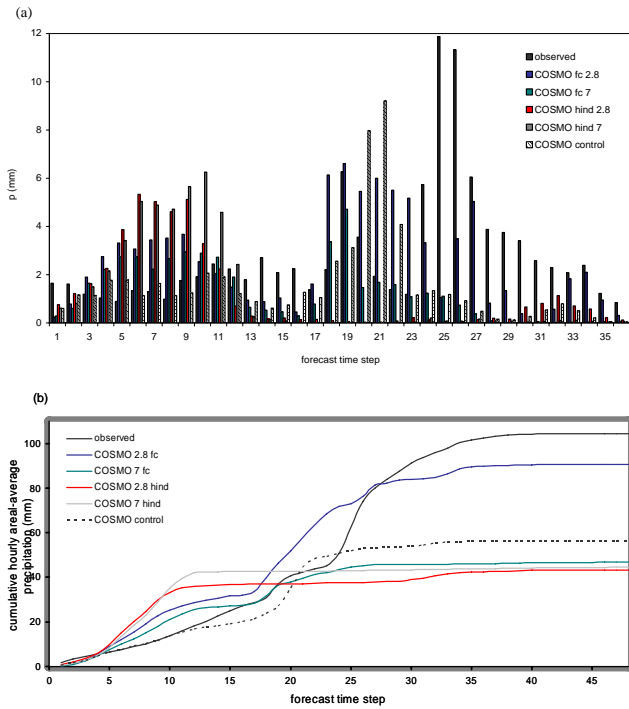 (a)
12
10
8
6
4
2
0
p (mm)
observed
COSMO fc 2.8
COSMO fc 7
COSMO hind 2.8
COSMO hind 7
COSMO control
1 3 5 7 9 11 13 15 17 19 21 23 25 27 29 31 33 35
forecast time step
(b)
100
80
60
40
20
0
cumulative hourly areal-average
precipitation (mm)
observed
COSMO 2.8 fc
COSMO 7 fc
COSMO 2.8 hind
COSMO 7 hind
COSMO control
0 5 10 15 20 25 30 35 40 45
forecast time step